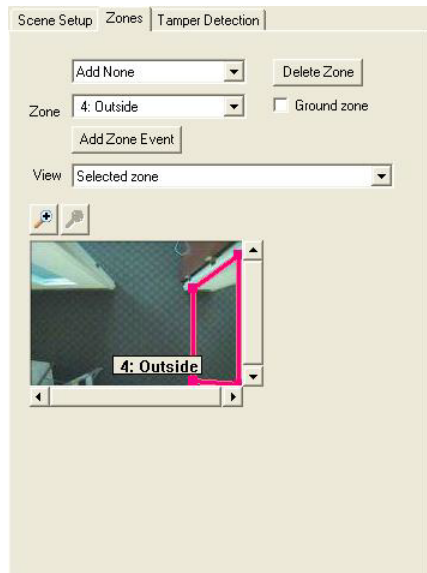 Scene Setup Zones Tamper Detection
Add None Delete Zone
Zone 4: Outside Ground zone
Add Zone Event
View Selected zone
4: Outside